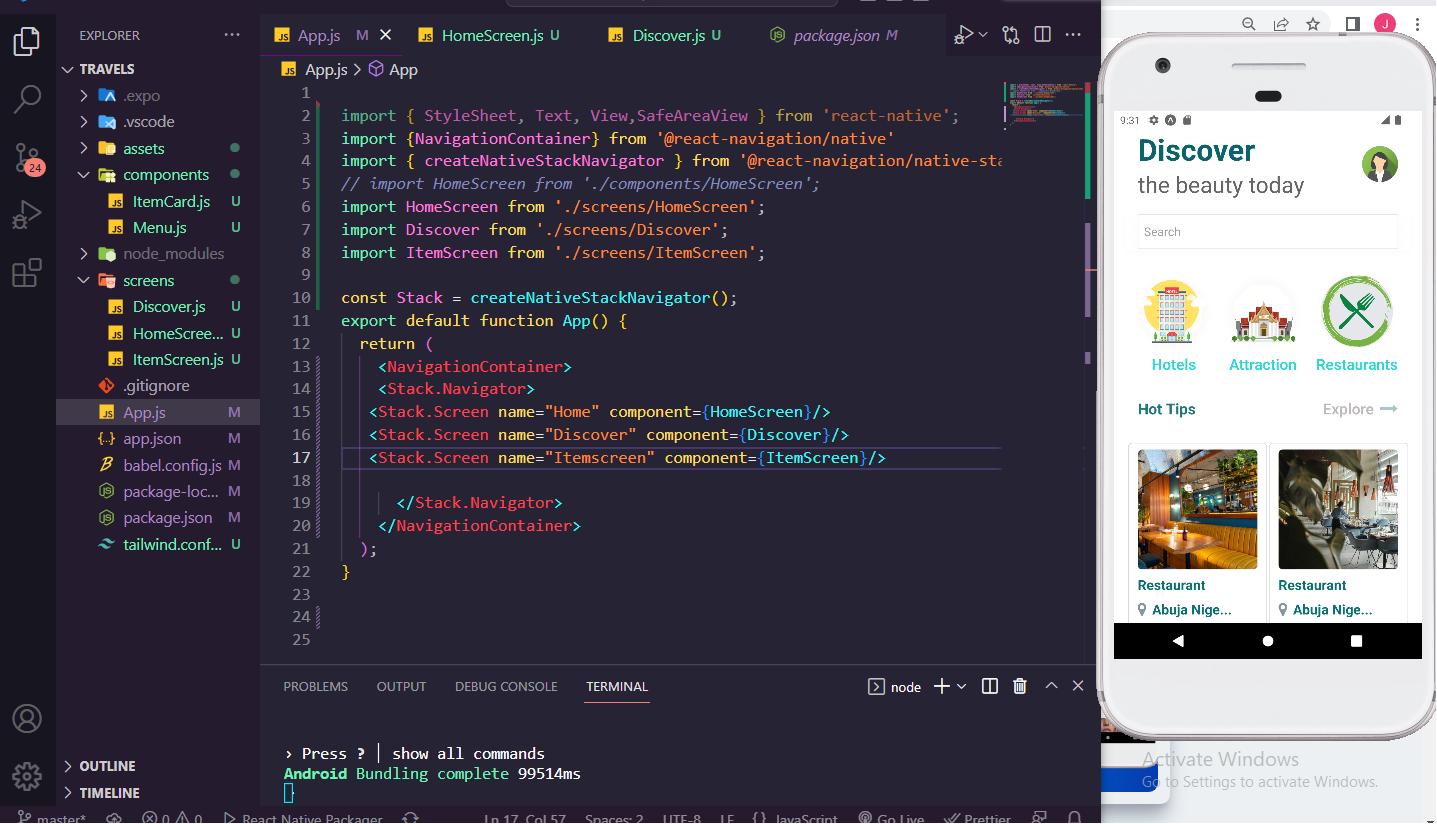 EXPLORER
TRAVELS
.expo
.vscode
assets
components
ItemCard.js U
Menu.js U
node_modules
screens
Discover.js U
HomeScree... U
ItemScreen.js U
.gitignore
App.js M
app.json M
babel.config.js M
package-loc... M
package.json M
tailwind.conf... U
OUTLINE
TIMELINE
24
App.js M
HomeScreen.js U
Discover.js U
package.json M
App.js > App
1
2 import { StyleSheet, Text, View,SafeAreaView } from 'react-native';
3 import {NavigationContainer} from '@react-navigation/native'
4 import { createNativeStackNavigator } from '@react-navigation/native-sta
5 // import HomeScreen from './components/HomeScreen';
6 import HomeScreen from './screens/HomeScreen';
7 import Discover from './screens/Discover';
8 import ItemScreen from './screens/ItemScreen';
9
10 const Stack = createNativeStackNavigator();
11 export default function App() {
12 return (
13 <NavigationContainer>
14 <Stack.Navigator>
15 <Stack.Screen name="Home" component={HomeScreen}/>
16 <Stack.Screen name="Discover" component={Discover}/>
17 <Stack.Screen name="Itemscreen" component={ItemScreen}/>
18
19 </Stack.Navigator>
20 </NavigationContainer>
21 );
22 }
23
24
25
PROBLEMS OUTPUT DEBUG CONSOLE TERMINAL
node
› Press ? │ show all commands
Android Bundling complete 99514ms
master* 0 0 React Native Packager Ln 17, Col 57 Spaces: 2 UTF-8 LF {} JavaScript Go Live Prettier
J
9:31
Discover
the beauty today
Search
HOTEL
Hotels Attraction Restaurants
Hot Tips Explore
Restaurant Restaurant
Abuja Nige... Abuja Nige...
Activate Windows
Go to Settings to activate Windows.